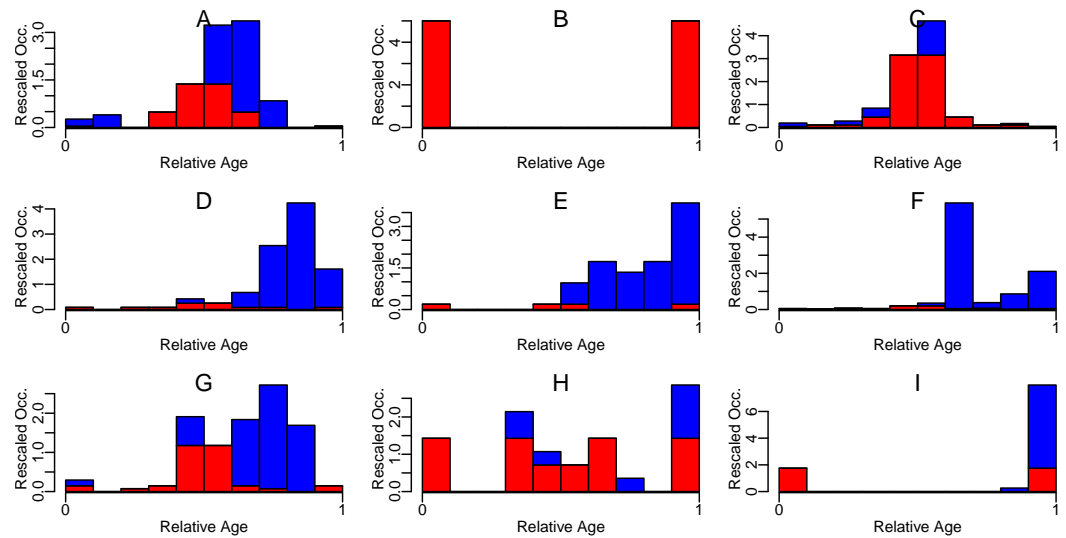 A
Rescaled Occ.
0.0 1.5 3.0
0 1
Relative Age
B
Rescaled Occ.
0 2 4
0 1
Relative Age
C
Rescaled Occ.
0 1 2 3 4
0 1
Relative Age
D
Rescaled Occ.
0 1 2 3 4
0 1
Relative Age
E
Rescaled Occ.
0.0 1.5 3.0
0 1
Relative Age
F
Rescaled Occ.
0 2 4
0 1
Relative Age
G
Rescaled Occ.
0.0 1.0 2.0
0 1
Relative Age
H
Rescaled Occ.
0.0 1.0 2.0
0 1
Relative Age
I
Rescaled Occ.
0 2 4 6
0 1
Relative Age